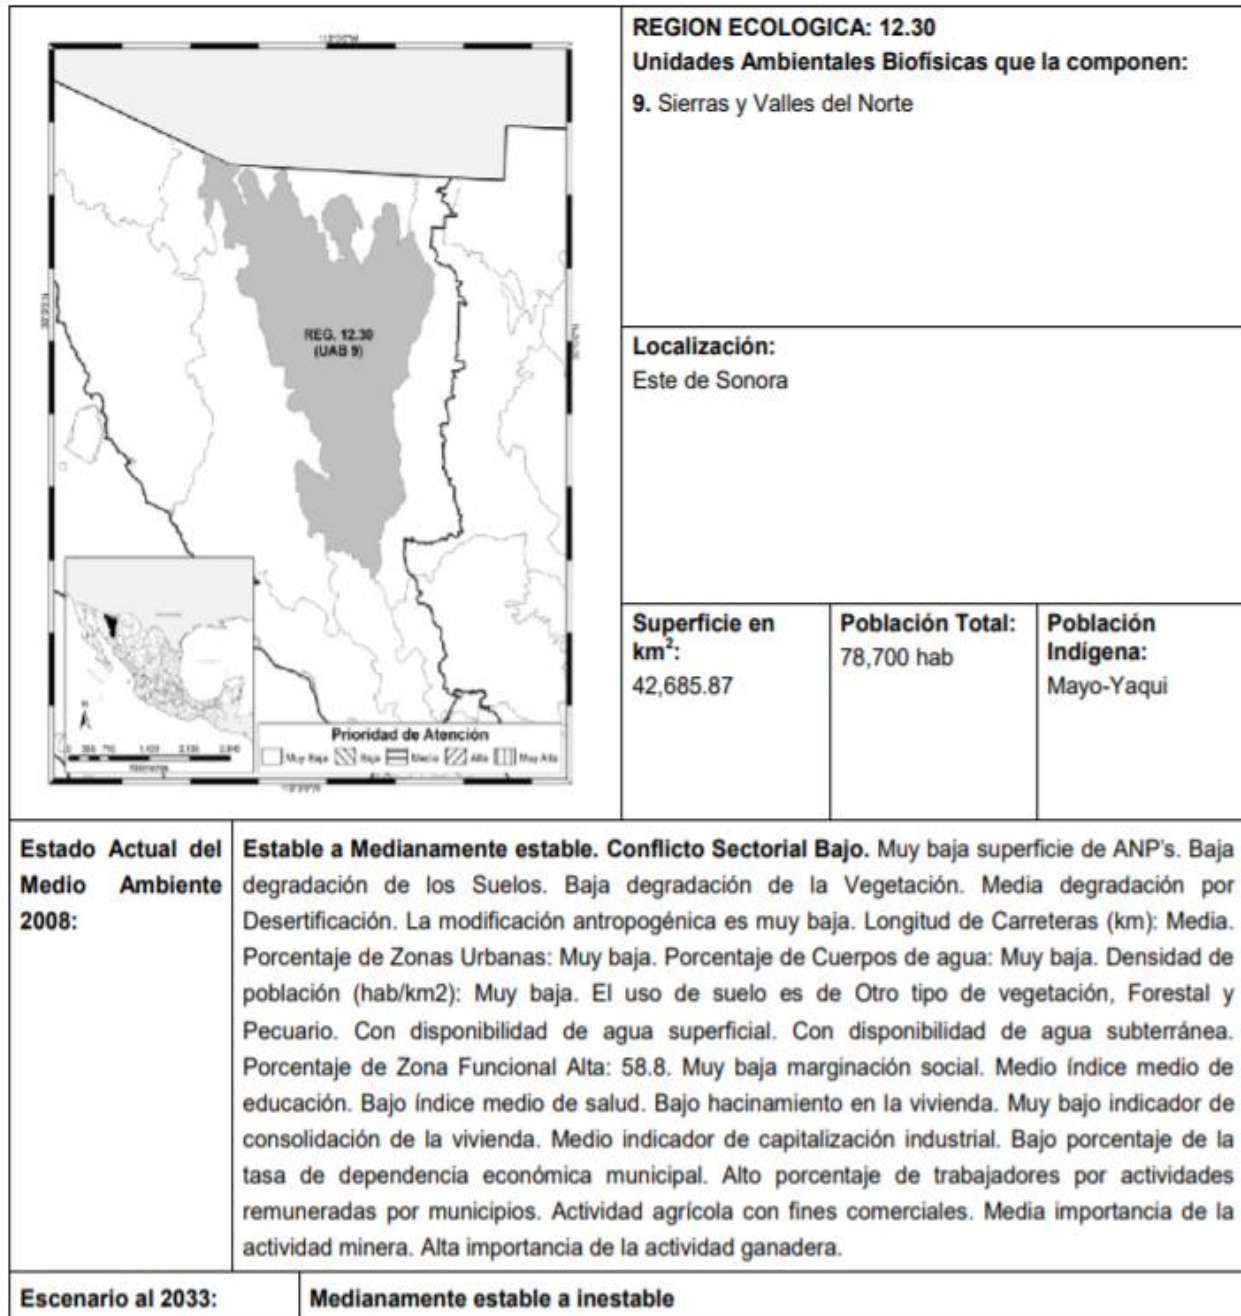 REGION ECOLOGICA: 12.30
Unidades Ambientales Biofísicas que la componen:
9. Sierras y Valles del Norte
REG. 12.30
(UAB 9)
Localización:
Este de Sonora
Prioridad de Atención
Muy Baja Baja Medio Alta Muy Alta
Superficie en
km²:
42,685.87
Población Total:
78,700 hab
Población
Indígena:
Mayo-Yaqui
Estado Actual del
Medio Ambiente
2008:
Estable a Medianamente estable. Conflicto Sectorial Bajo. Muy baja superficie de ANP's. Baja
degradación de los Suelos. Baja degradación de la Vegetación. Media degradación por
Desertificación. La modificación antropogénica es muy baja. Longitud de Carreteras (km): Media.
Porcentaje de Zonas Urbanas: Muy baja. Porcentaje de Cuerpos de agua: Muy baja. Densidad de
población (hab/km2): Muy baja. El uso de suelo es de Otro tipo de vegetación, Forestal y
Pecuario. Con disponibilidad de agua superficial. Con disponibilidad de agua subterránea.
Porcentaje de Zona Funcional Alta: 58.8. Muy baja marginación social. Medio índice medio de
educación. Bajo índice medio de salud. Bajo hacinamiento en la vivienda. Muy bajo indicador de
consolidación de la vivienda. Medio indicador de capitalización industrial. Bajo porcentaje de la
tasa de dependencia económica municipal. Alto porcentaje de trabajadores por actividades
remuneradas por municipios. Actividad agrícola con fines comerciales. Media importancia de la
actividad minera. Alta importancia de la actividad ganadera.
Escenario al 2033:
Medianamente estable a inestable